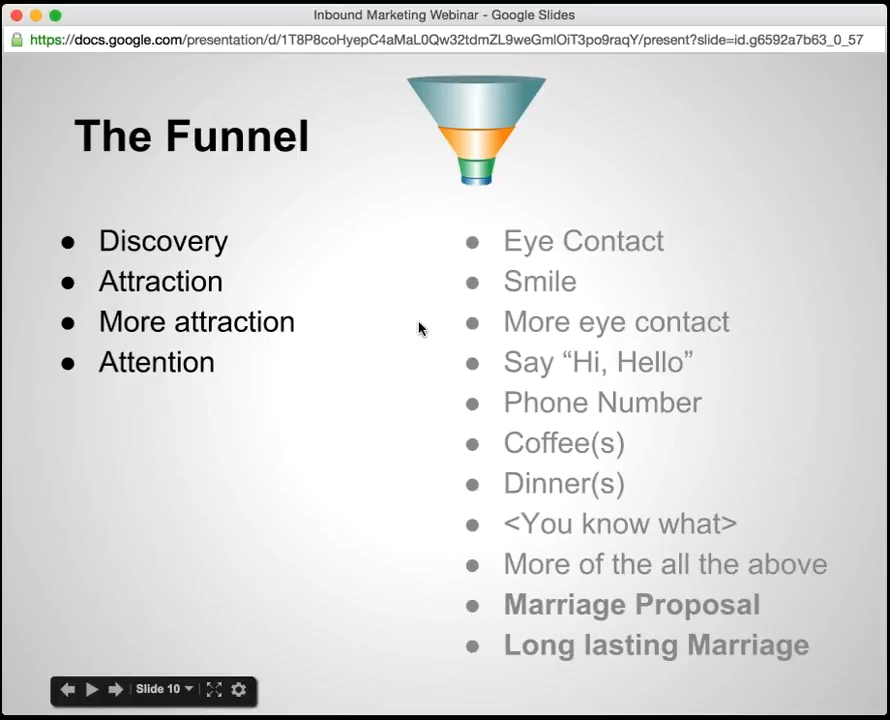 Inbound Marketing Webinar - Google Slides
https://docs.google.com/presentation/d/1T8P8coHyepC4aMaL0Qw32tdmZL9weGmlOiT3po9raqY/present?slide=id.g6592a7b63_0_57
The Funnel
● Discovery
● Attraction
● More attraction
● Attention
● Eye Contact
● Smile
● More eye contact
● Say “Hi, Hello”
● Phone Number
● Coffee(s)
● Dinner(s)
● <You know what>
● More of the all the above
● Marriage Proposal
● Long lasting Marriage
Slide 10